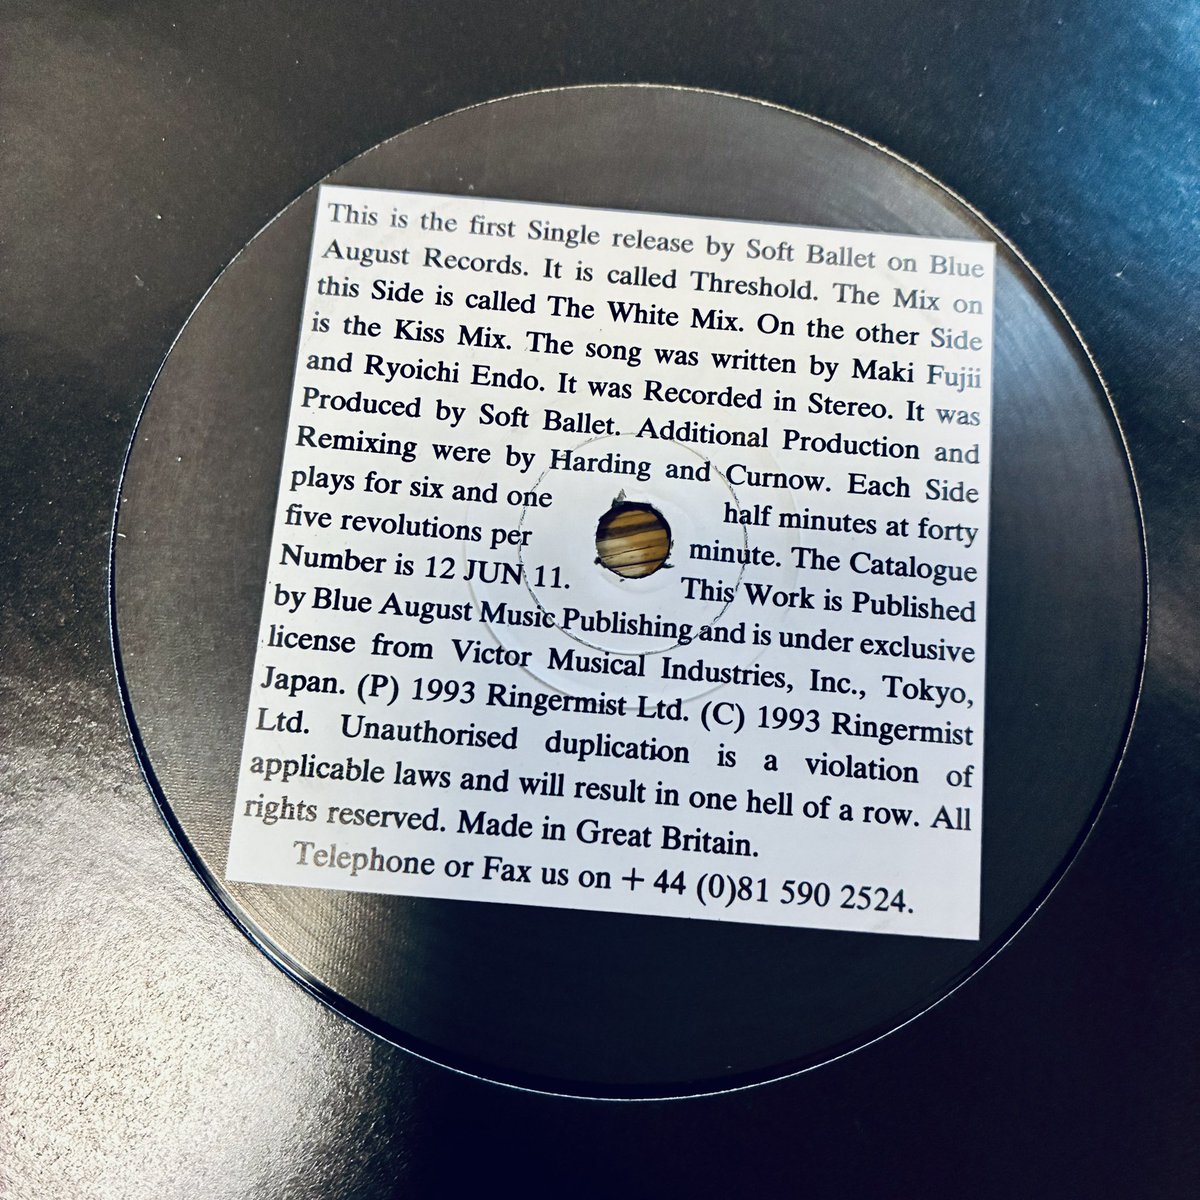 This is the first Single release by Soft Ballet on Blue
August Records. It is called Threshold. The Mix on
this Side is called The White Mix. On the other Side
is the Kiss Mix. The song was written by Maki Fujii
and Ryoichi Endo. It was Recorded in Stereo. It was
Produced by Soft Ballet. Additional Production and
Remixing were by Harding and Curnow. Each Side
plays for six and one half minutes at forty
five revolutions per minute. The Catalogue
Number is 12 JUN 11. This Work is Published
by Blue August Music Publishing and is under exclusive
license from Victor Musical Industries, Inc., Tokyo,
Japan. (P) 1993 Ringermist Ltd. (C) 1993 Ringermist
Ltd. Unauthorised duplication is a violation of
applicable laws and will result in one hell of a row. All
rights reserved. Made in Great Britain.
Telephone or Fax us on + 44 (0)81 590 2524.